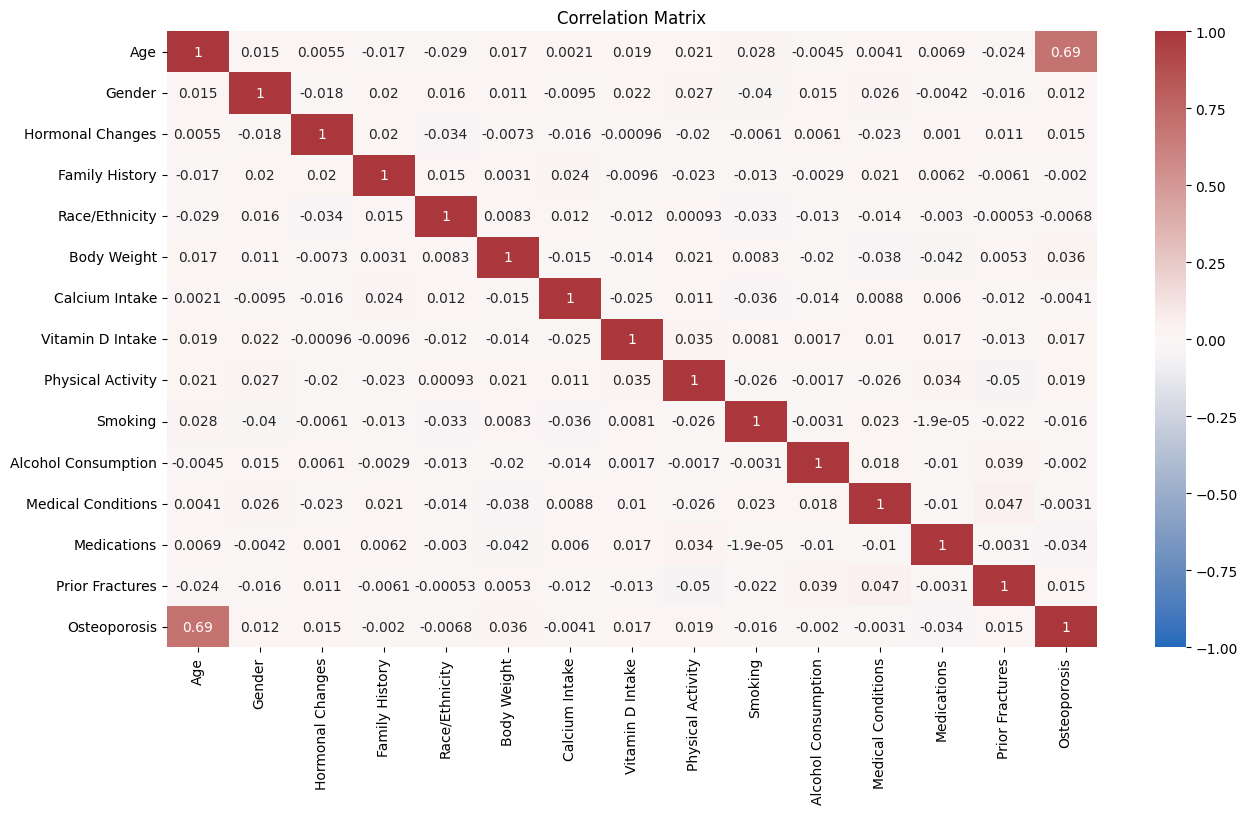 Correlation Matrix
Age 1 0.015 0.0055 -0.017 -0.029 0.017 0.0021 0.019 0.021 0.028 -0.0045 0.0041 0.0069 -0.024 0.69
Gender 0.015 1 -0.018 0.02 0.016 0.011 -0.0095 0.022 0.027 -0.04 0.015 0.026 -0.0042 -0.016 0.012
Hormonal Changes 0.0055 -0.018 1 0.02 -0.034 -0.0073 -0.016 -0.00096 -0.02 -0.0061 0.0061 -0.023 0.001 0.011 0.015
Family History -0.017 0.02 0.02 1 0.015 0.0031 0.024 -0.0096 -0.023 -0.013 -0.0029 0.021 0.0062 -0.0061 -0.002
Race/Ethnicity -0.029 0.016 -0.034 0.015 1 0.0083 0.012 -0.012 0.00093 -0.033 -0.013 -0.014 -0.003 -0.00053 -0.0068
Body Weight 0.017 0.011 -0.0073 0.0031 0.0083 1 -0.015 -0.014 0.021 0.0083 -0.02 -0.038 -0.042 0.0053 0.036
Calcium Intake 0.0021 -0.0095 -0.016 0.024 0.012 -0.015 1 -0.025 0.011 -0.036 -0.014 0.0088 0.006 -0.012 -0.0041
Vitamin D Intake 0.019 0.022 -0.00096 -0.0096 -0.012 -0.014 -0.025 1 0.035 0.0081 0.0017 0.01 0.017 -0.013 0.017
Physical Activity 0.021 0.027 -0.02 -0.023 0.00093 0.021 0.011 0.035 1 -0.026 -0.0017 -0.026 0.034 -0.05 0.019
Smoking 0.028 -0.04 -0.0061 -0.013 -0.033 0.0083 -0.036 0.0081 -0.026 1 -0.0031 0.023 -1.9e-05 -0.022 -0.016
Alcohol Consumption -0.0045 0.015 0.0061 -0.0029 -0.013 -0.02 -0.014 0.0017 -0.0017 -0.0031 1 0.018 -0.01 0.039 -0.002
Medical Conditions 0.0041 0.026 -0.023 0.021 -0.014 -0.038 0.0088 0.01 -0.026 0.023 0.018 1 -0.01 0.047 -0.0031
Medications 0.0069 -0.0042 0.001 0.0062 -0.003 -0.042 0.006 0.017 0.034 -1.9e-05 -0.01 -0.01 1 -0.0031 -0.034
Prior Fractures -0.024 -0.016 0.011 -0.0061 -0.00053 0.0053 -0.012 -0.013 -0.05 -0.022 0.039 0.047 -0.0031 1 0.015
Osteoporosis 0.69 0.012 0.015 -0.002 -0.0068 0.036 -0.0041 0.017 0.019 -0.016 -0.002 -0.0031 -0.034 0.015 1
Age
Gender
Hormonal Changes
Family History
Race/Ethnicity
Body Weight
Calcium Intake
Vitamin D Intake
Physical Activity
Smoking
Alcohol Consumption
Medical Conditions
Medications
Prior Fractures
Osteoporosis
1.00
0.75
0.50
0.25
0.00
−0.25
−0.50
−0.75
−1.00